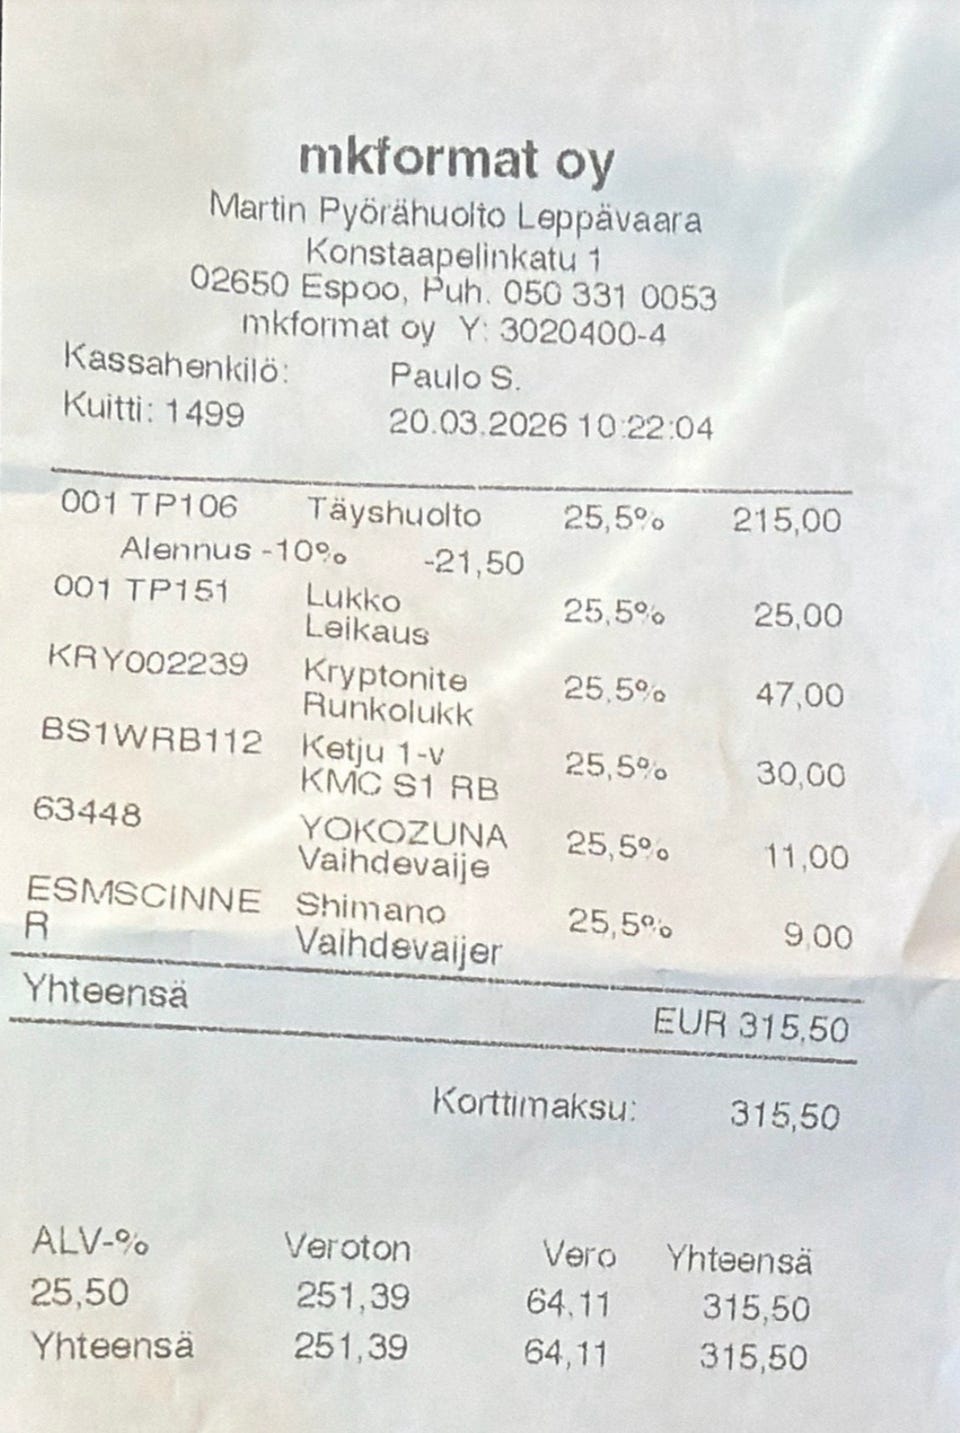 mkformat oy
Martin Pyörähuolto Leppävaara
Konstaapelinkatu 1
02650 Espoo, Puh. 050 331 0053
mkformat oy Y: 3020400-4
Kassahenkilö: Paulo S.
Kuitti: 1499 20.03.2026 10:22:04
001 TP106 Täyshuolto 25,5% 215,00
Alennus -10% -21,50
001 TP151 Lukko 25,5% 25,00
Leikaus
KRY002239 Kryptonite 25,5% 47,00
Runkolukk
BS1WRB112 Ketju 1-v 25,5% 30,00
KMC S1 RB
63448 YOKOZUNA 25,5% 11,00
Vaihdevaije
ESMSCINNE Shimano 25,5% 9,00
R Vaihdevaijer
Yhteensä EUR 315,50
Korttimaksu: 315,50
ALV-% Veroton Vero Yhteensä
25,50 251,39 64,11 315,50
Yhteensä 251,39 64,11 315,50